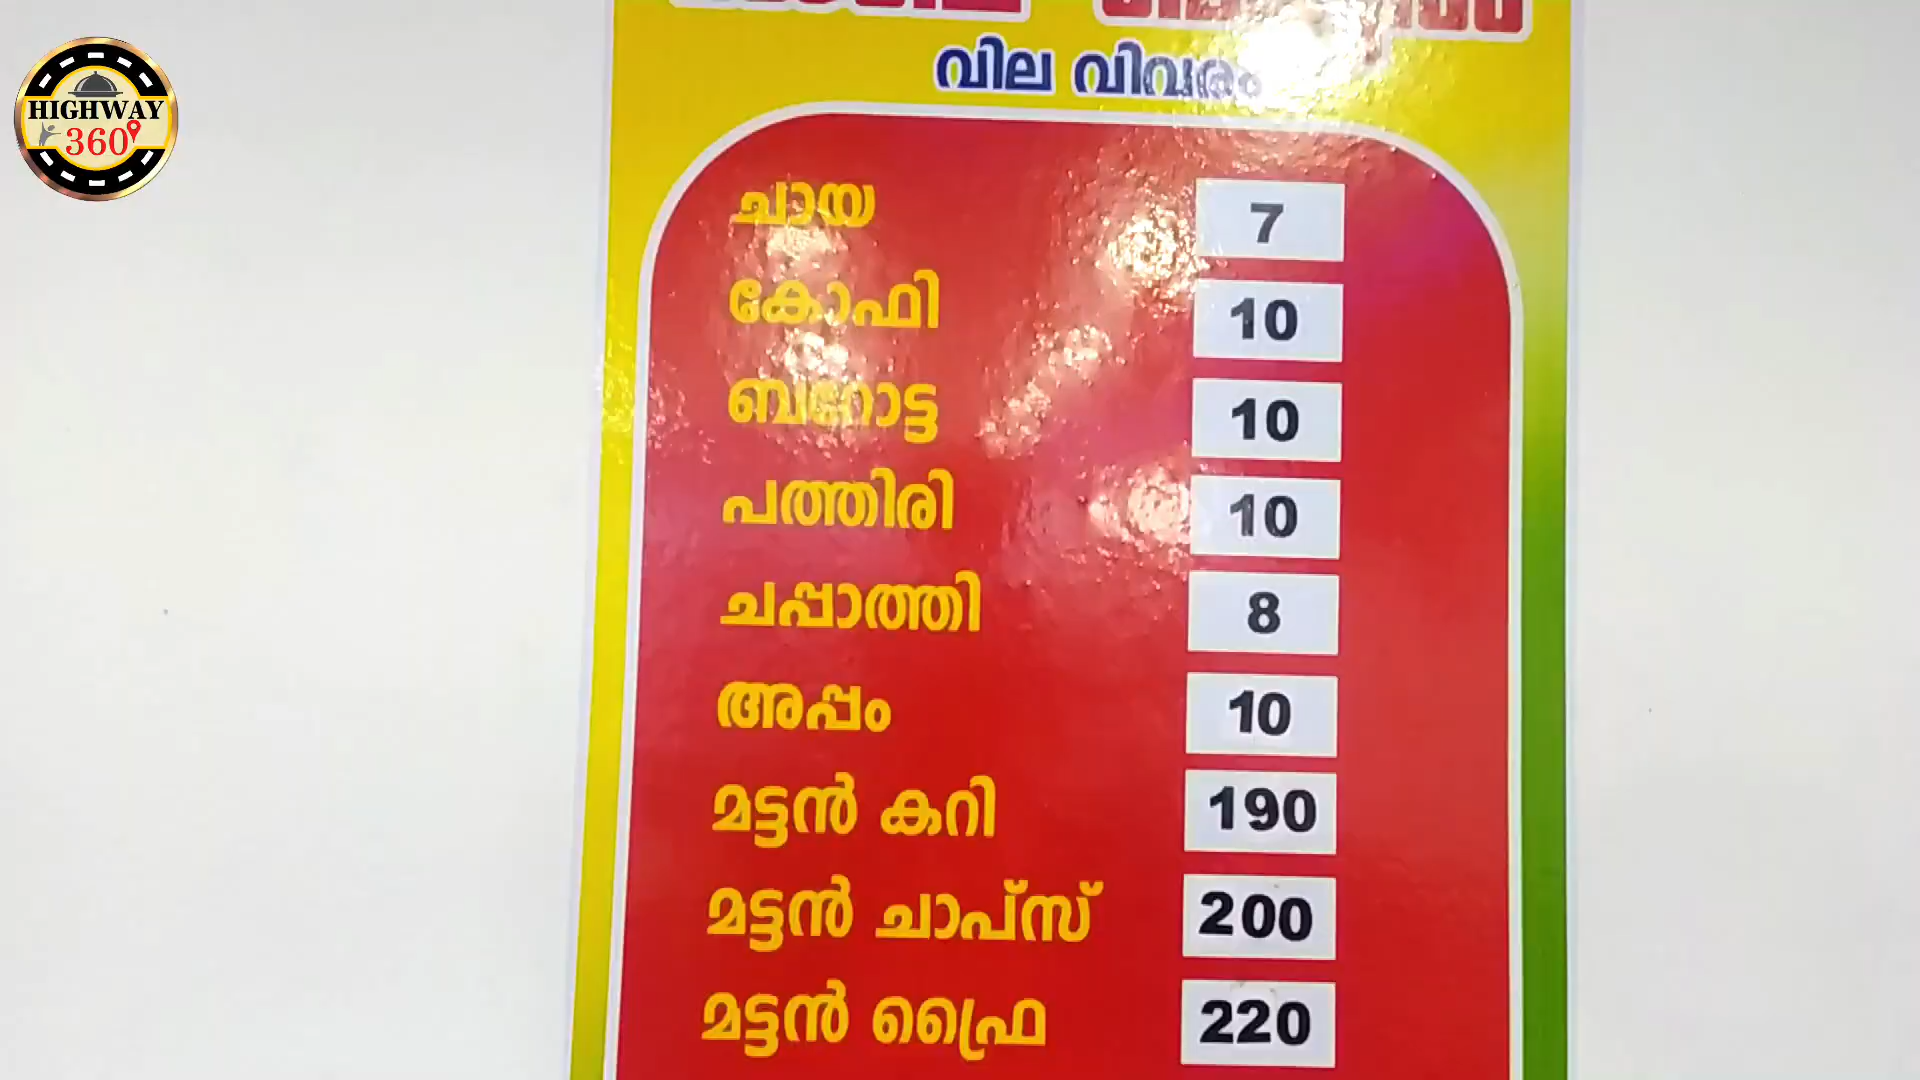 HIGHWAY
360
വില വിവരം
ചായ 7
കോഫി 10
ബറോട്ട 10
പത്തിരി 10
ചപ്പാത്തി 8
അപ്പം 10
മട്ടൻ കറി 190
മട്ടൻ ചാപ്സ് 200
മട്ടൻ ഫ്രൈ 220